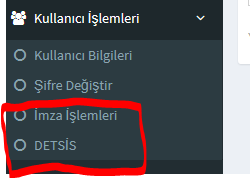 Kullanıcı İşlemleri
Kullanıcı Bilgileri
Şifre Değiştir
İmza İşlemleri
DETSİS